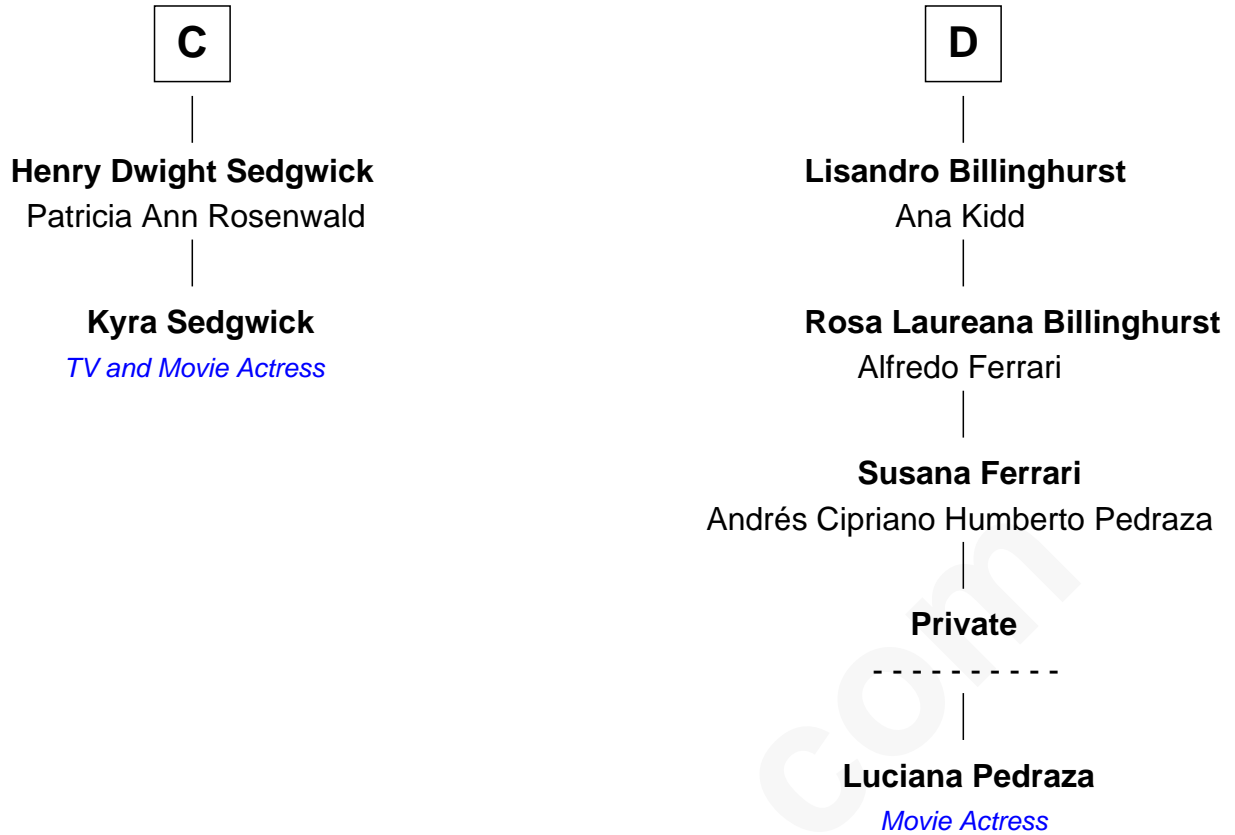 C
Henry Dwight Sedgwick
Patricia Ann Rosenwald
Kyra Sedgwick
TV and Movie Actress
D
Lisandro Billinghurst
Ana Kidd
Rosa Laureana Billinghurst
Alfredo Ferrari
Susana Ferrari
Andrés Cipriano Humberto Pedraza
Private
- - - - - - - - - -
Luciana Pedraza
Movie Actress
com